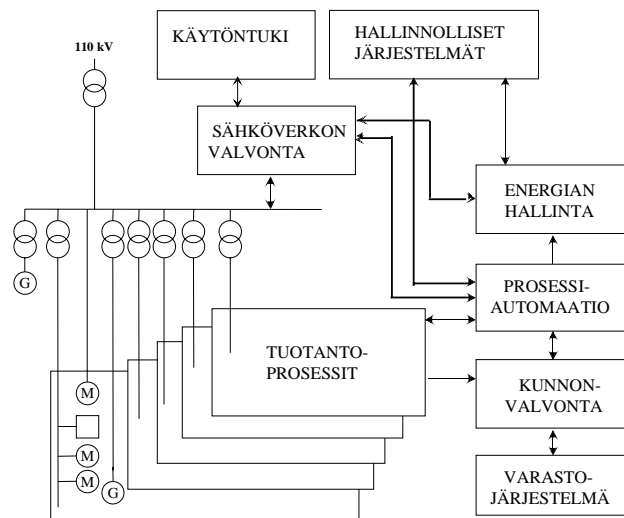 KÄYTÖNTUKI
HALLINNOLLISET
JÄRJESTELMÄT
110 kV
SÄHKÖVERKON
VALVONTA
ENERGIAN
HALLINTA
G
PROSESSI-
AUTOMAATIO
TUOTANTO-
PROSESSIT
KUNNON-
VALVONTA
M
M
M
G
VARASTO-
JÄRJESTELMÄ